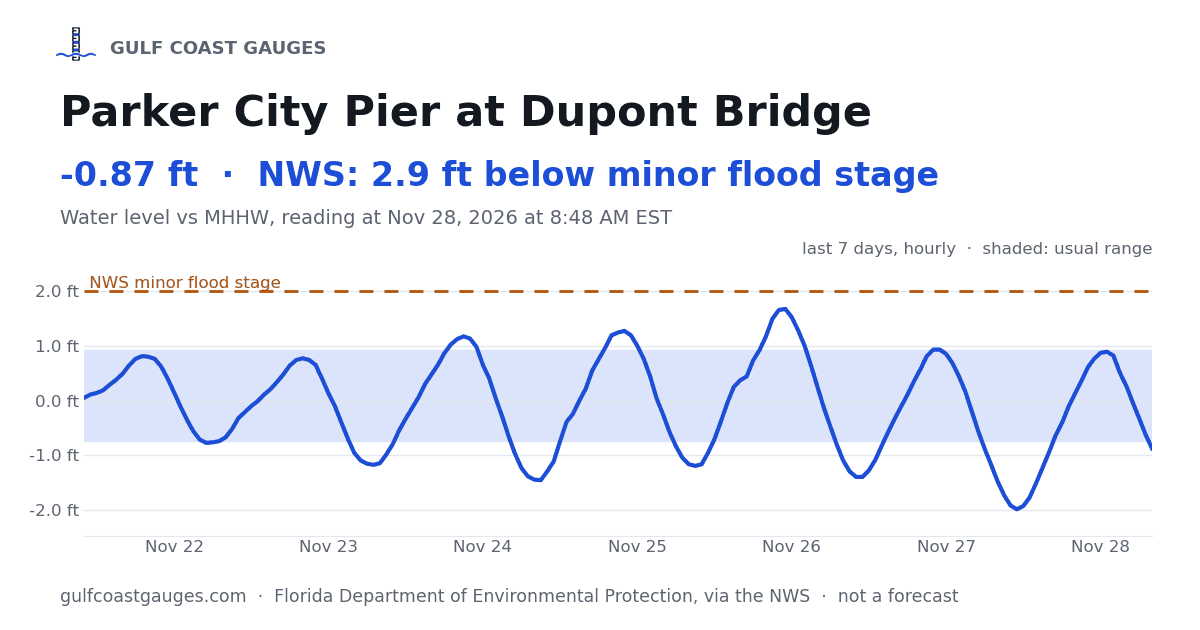 GULF COAST GAUGES
Parker City Pier at Dupont Bridge
-0.87 ft · NWS: 2.9 ft below minor flood stage
Water level vs MHHW, reading at Nov 28, 2026 at 8:48 AM EST
last 7 days, hourly · shaded: usual range
NWS minor flood stage
2.0 ft
1.0 ft
0.0 ft
-1.0 ft
-2.0 ft
Nov 22 Nov 23 Nov 24 Nov 25 Nov 26 Nov 27 Nov 28
gulfcoastgauges.com · Florida Department of Environmental Protection, via the NWS · not a forecast